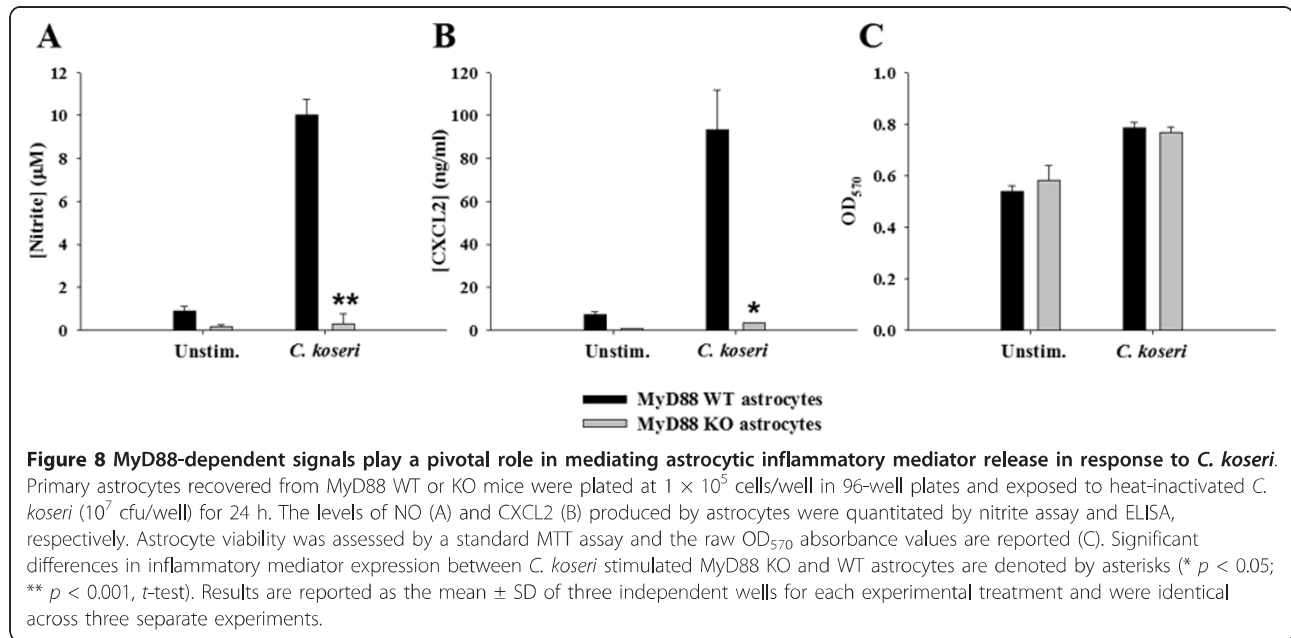 A
B
C
12
10
8
6
4
2
0
[Nitrite] (µM)
Unstim.
C. koseri
**
120
100
80
60
40
20
0
[CXCL2] (ng/ml)
Unstim.
C. koseri
*
1.0
0.8
0.6
0.4
0.2
0.0
OD570
Unstim.
C. koseri
MyD88 WT astrocytes
MyD88 KO astrocytes
Figure 8 MyD88-dependent signals play a pivotal role in mediating astrocytic inflammatory mediator release in response to C. koseri.
Primary astrocytes recovered from MyD88 WT or KO mice were plated at 1 × 10⁵ cells/well in 96-well plates and exposed to heat-inactivated C.
koseri (10⁷ cfu/well) for 24 h. The levels of NO (A) and CXCL2 (B) produced by astrocytes were quantitated by nitrite assay and ELISA,
respectively. Astrocyte viability was assessed by a standard MTT assay and the raw OD₅₇₀ absorbance values are reported (C). Significant
differences in inflammatory mediator expression between C. koseri stimulated MyD88 KO and WT astrocytes are denoted by asterisks (* p < 0.05;
** p < 0.001, t-test). Results are reported as the mean ± SD of three independent wells for each experimental treatment and were identical
across three separate experiments.